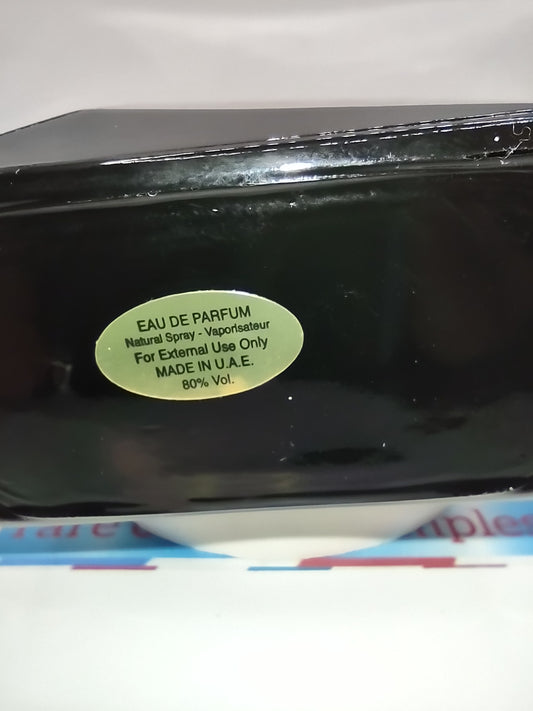 EAU DE PARFUM
Natural Spray - Vaporisateur
For External Use Only
MADE IN U.A.E.
80% Vol.